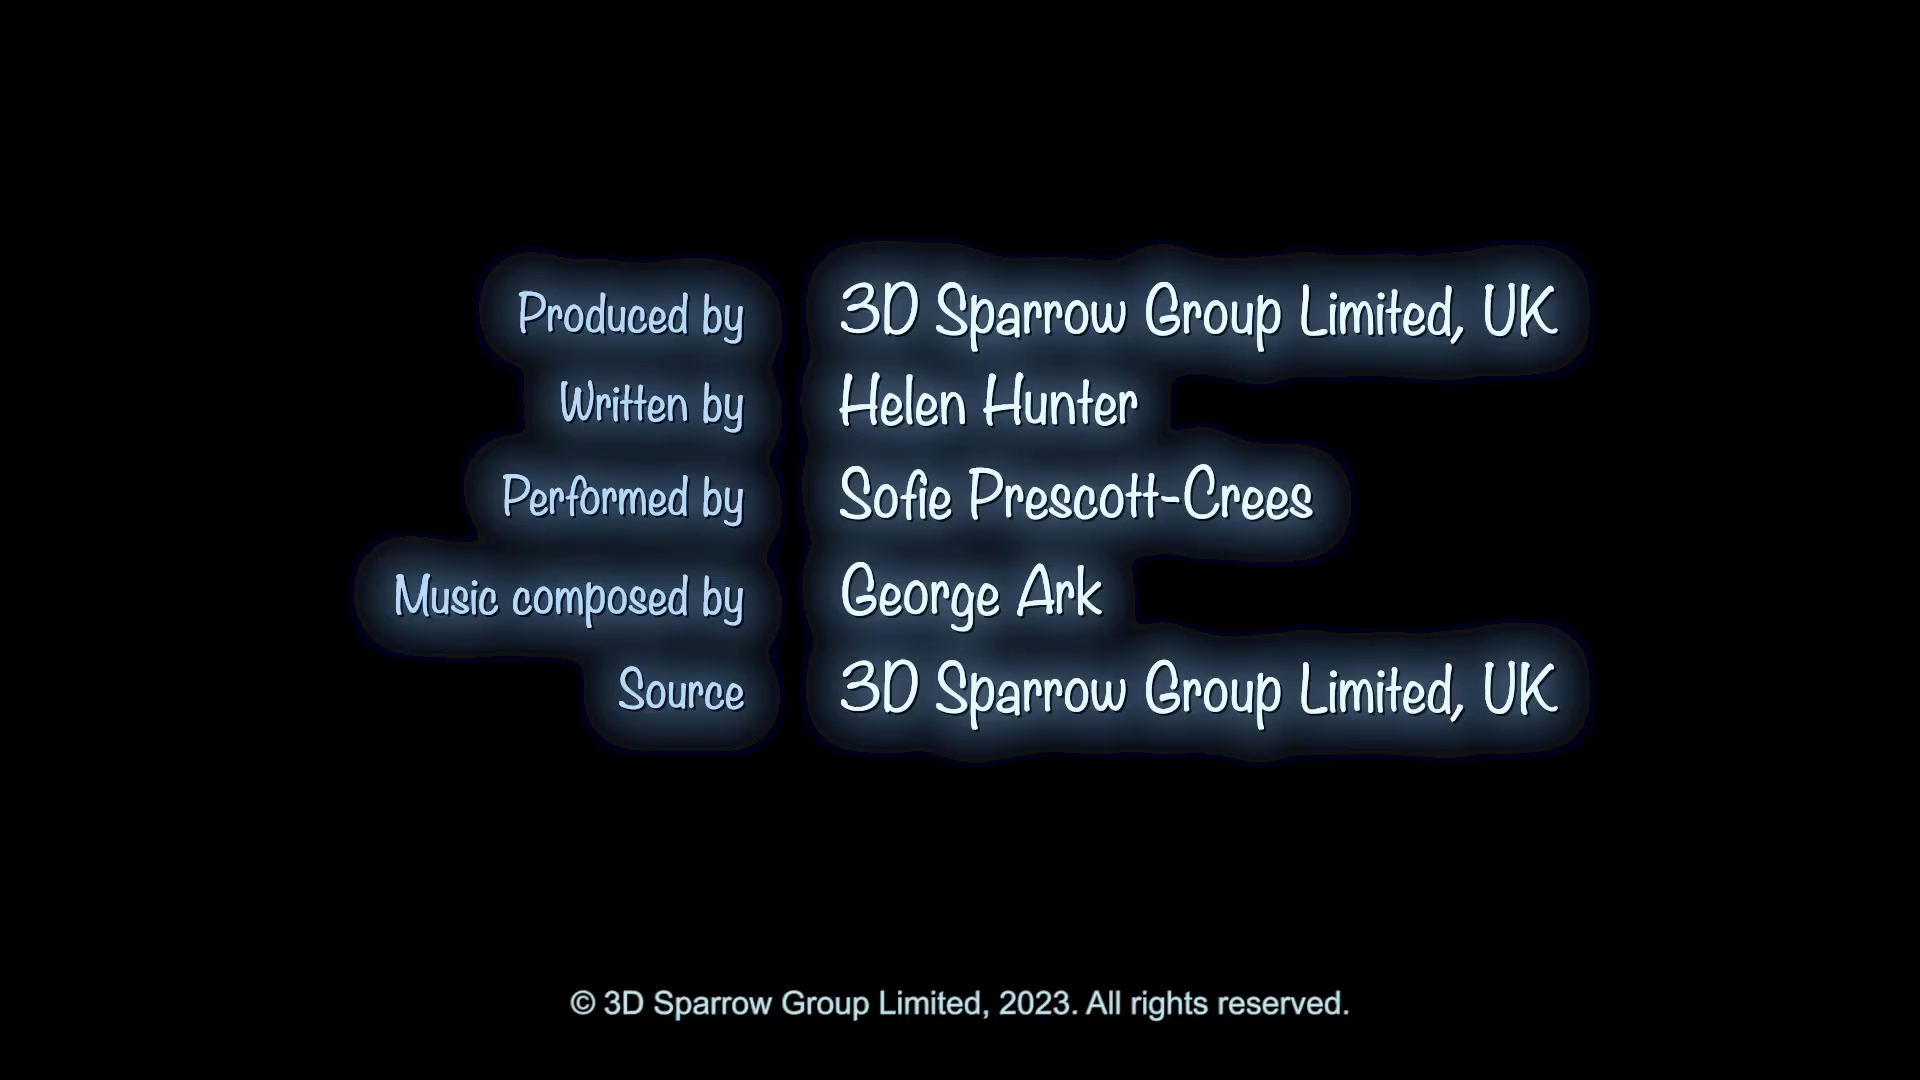 Produced by 3D Sparrow Group Limited, UK
Written by Helen Hunter
Performed by Sofie Prescott-Crees
Music composed by George Ark
Source 3D Sparrow Group Limited, UK
© 3D Sparrow Group Limited, 2023. All rights reserved.